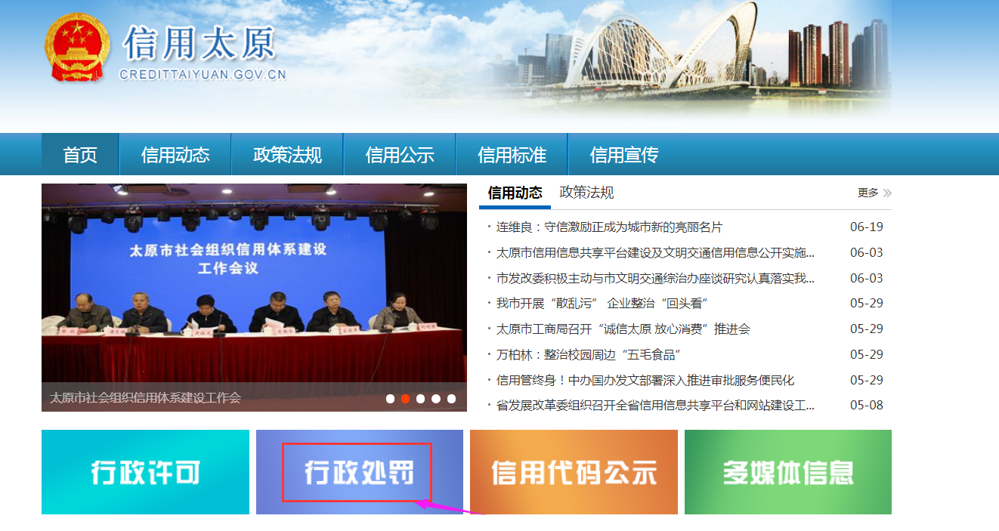 信用太原
CREDITTAIYUAN.GOV.CN
首页 信用动态 政策法规 信用公示 信用标准 信用宣传
太原市社会组织信用体系建设
工作会议
太原市社会组织信用体系建设工作会
信用动态 政策法规 更多
· 连维良：守信激励正成为城市新的亮丽名片 06-19
· 太原市信用信息共享平台建设及文明交通信用信息公开实施... 06-03
· 市发改委积极主动与市文明交通综治办座谈研究认真落实我... 06-03
· 我市开展“散乱污” 企业整治“回头看” 05-29
· 太原市工商局召开“诚信太原 放心消费”推进会 05-29
· 万柏林：整治校园周边“五毛食品” 05-29
· 信用管终身！中办国办发文部署深入推进审批服务便民化 05-29
· 省发展改革委组织召开全省信用信息共享平台和网站建设工... 05-08
行政许可 行政处罚 信用代码公示 多媒体信息